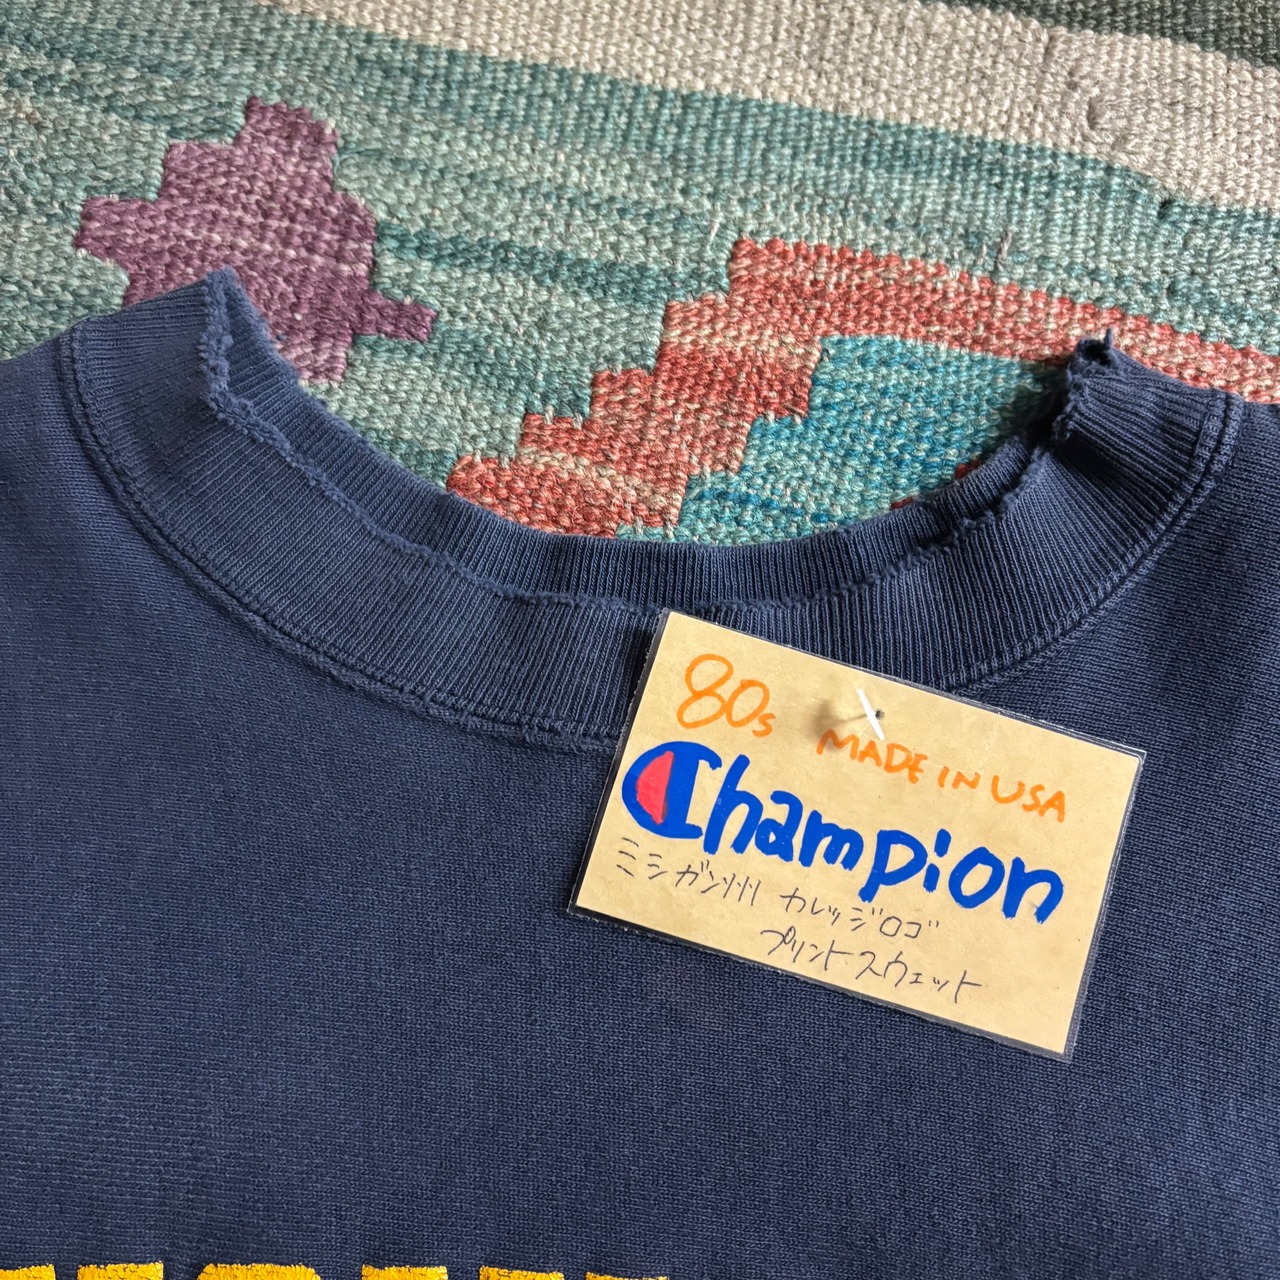 80s
MADE IN USA
Champion
ミシガン州 カレッジロゴ
プリントスウェット